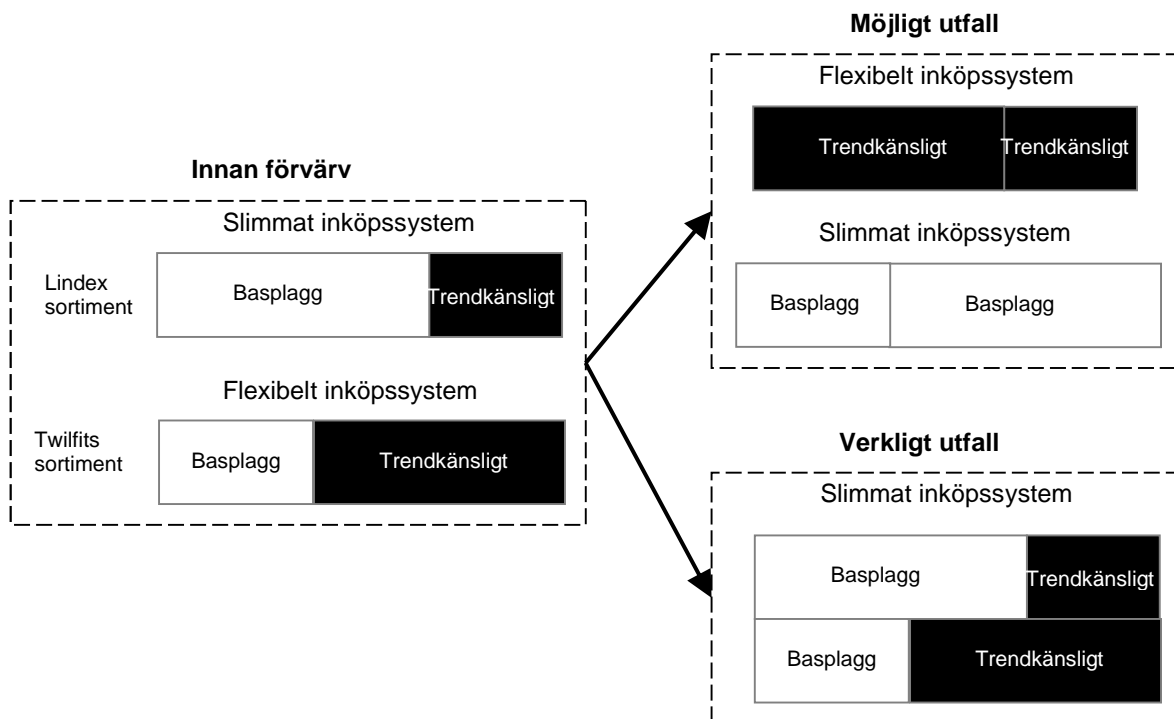 Innan förvärv
Slimmat inköpssystem
Lindex
sortiment
Basplagg
Trendkänsligt
Flexibelt inköpssystem
Twilfits
sortiment
Basplagg
Trendkänsligt
Möjligt utfall
Flexibelt inköpssystem
Trendkänsligt
Trendkänsligt
Slimmat inköpssystem
Basplagg
Basplagg
Verkligt utfall
Slimmat inköpssystem
Basplagg
Trendkänsligt
Basplagg
Trendkänsligt